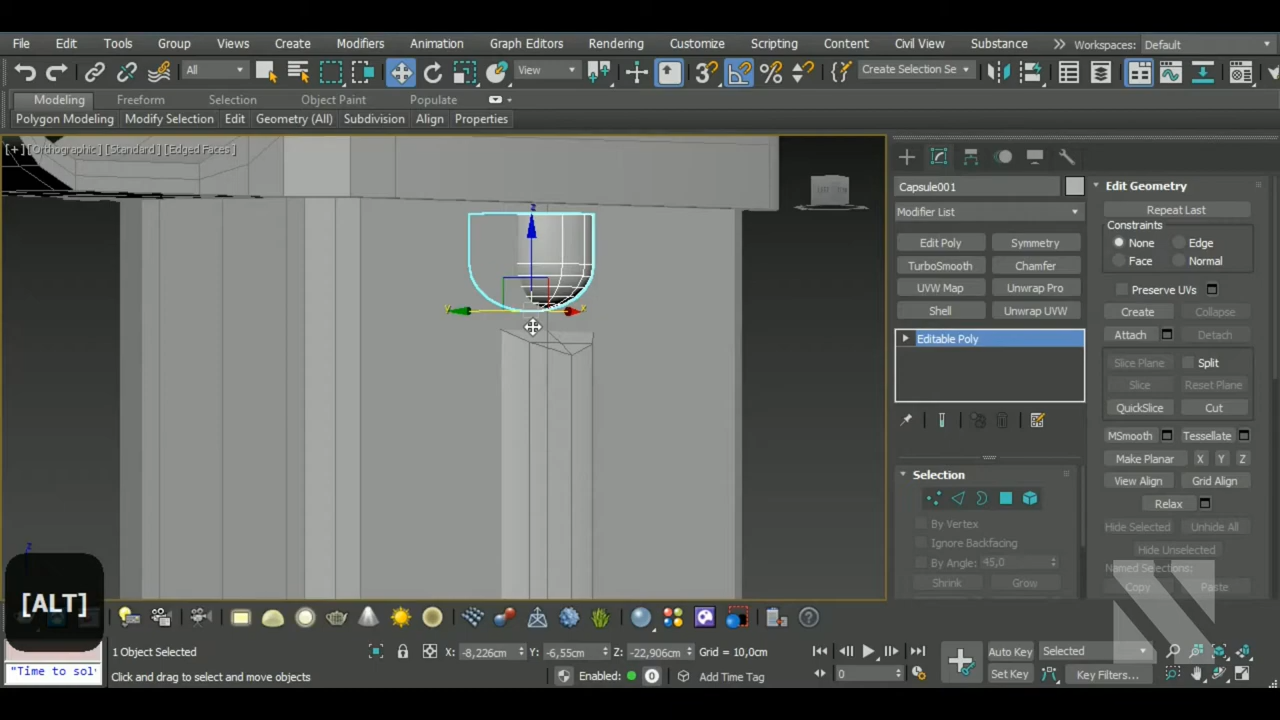 File Edit Tools Group Views Create Modifiers Animation Graph Editors Rendering Customize Scripting Content Civil View Substance Workspaces: Default
All View Create Selection Se
Modeling Freeform Selection Object Paint Populate
Polygon Modeling Modify Selection Edit Geometry (All) Subdivision Align Properties
[+] [Orthographic] [Standard] [Edged Faces]
Capsule001
Modifier List
Edit Poly Symmetry
TurboSmooth Chamfer
UVW Map Unwrap Pro
Shell Unwrap UVW
Editable Poly
Selection
By Vertex
Ignore Backfacing
By Angle: 45,0
Shrink Grow
Edit Geometry
Repeat Last
Constraints
None Edge
Face Normal
Preserve UVs
Create Collapse
Attach Detach
Slice Plane Split
Slice Reset Plane
QuickSlice Cut
MSmooth Tessellate
Make Planar X Y Z
View Align Grid Align
Relax
Hide Selected Unhide All
Hide Unselected
Named Selections:
Copy Paste
z
y
x
z
[ALT]
1 Object Selected X: -8,226cm Y: -6,55cm Z: -22,906cm Grid = 10,0cm Auto Key Selected
"Time to sol Click and drag to select and move objects Enabled: 0 Add Time Tag 0 Set Key Key Filters...